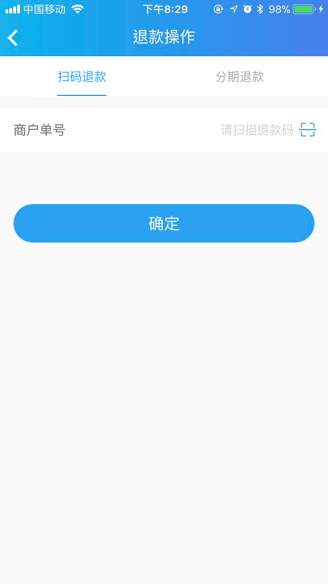 中国移动 下午8:29 98%
退款操作
扫码退款 分期退款
商户单号 请扫描退款码
确定